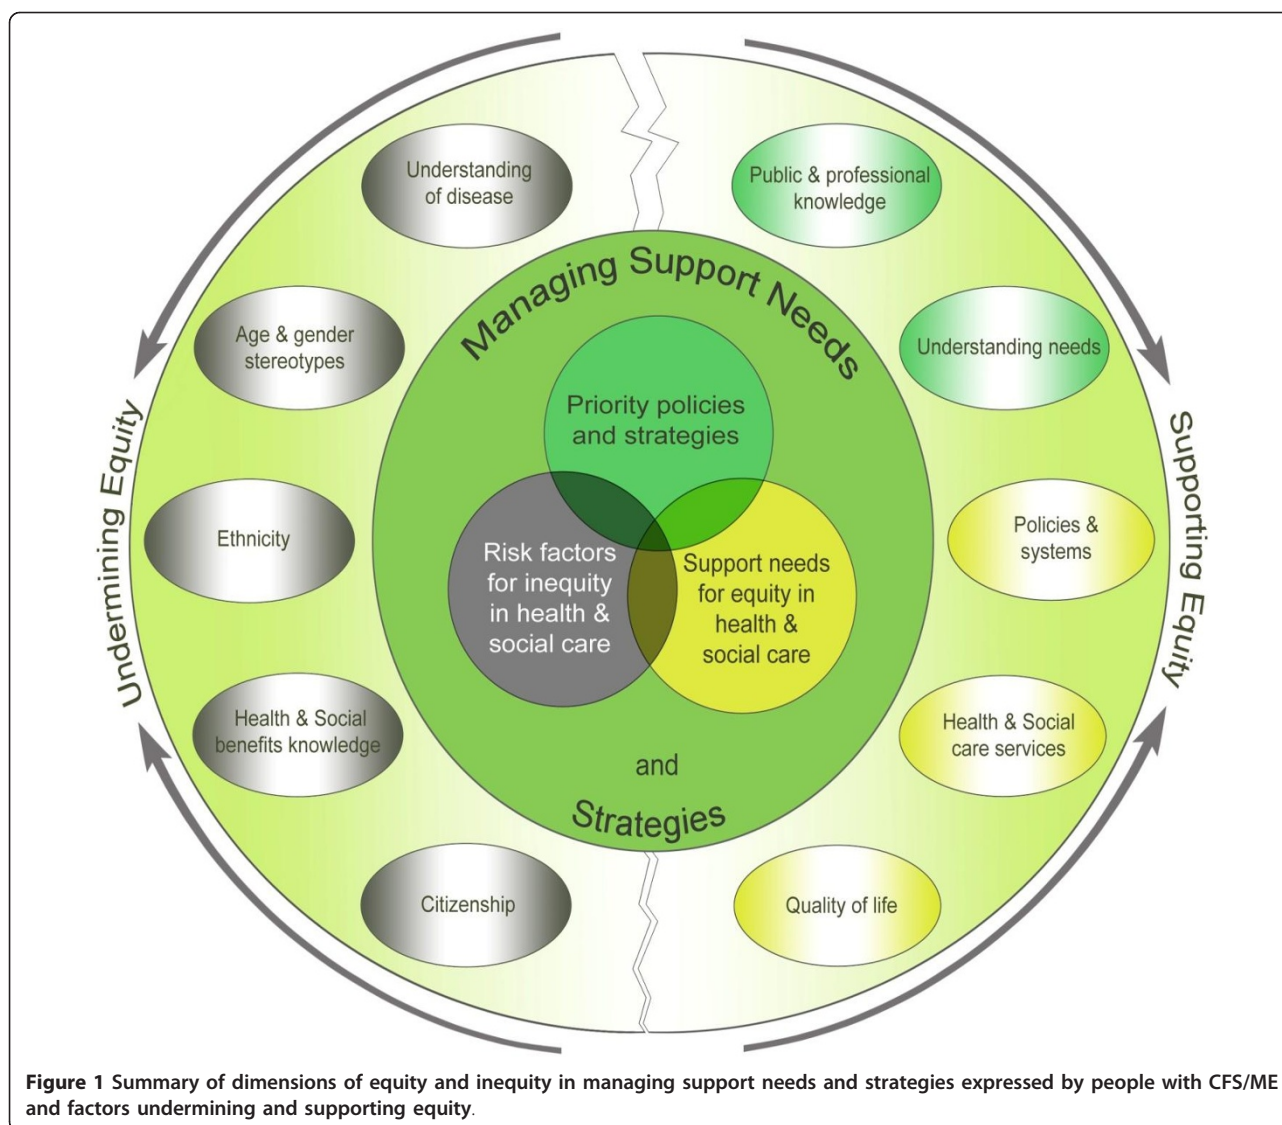 Understanding
of disease
Age & gender
stereotypes
Ethnicity
Health & Social
benefits knowledge
Citizenship
Undermining Equity
Managing Support Needs
Priority policies
and strategies
Risk factors
for inequity
in health &
social care
Support needs
for equity in
health &
social care
and
Strategies
Public & professional
knowledge
Understanding needs
Policies &
systems
Health & Social
care services
Quality of life
Supporting Equity
Figure 1 Summary of dimensions of equity and inequity in managing support needs and strategies expressed by people with CFS/ME
and factors undermining and supporting equity.